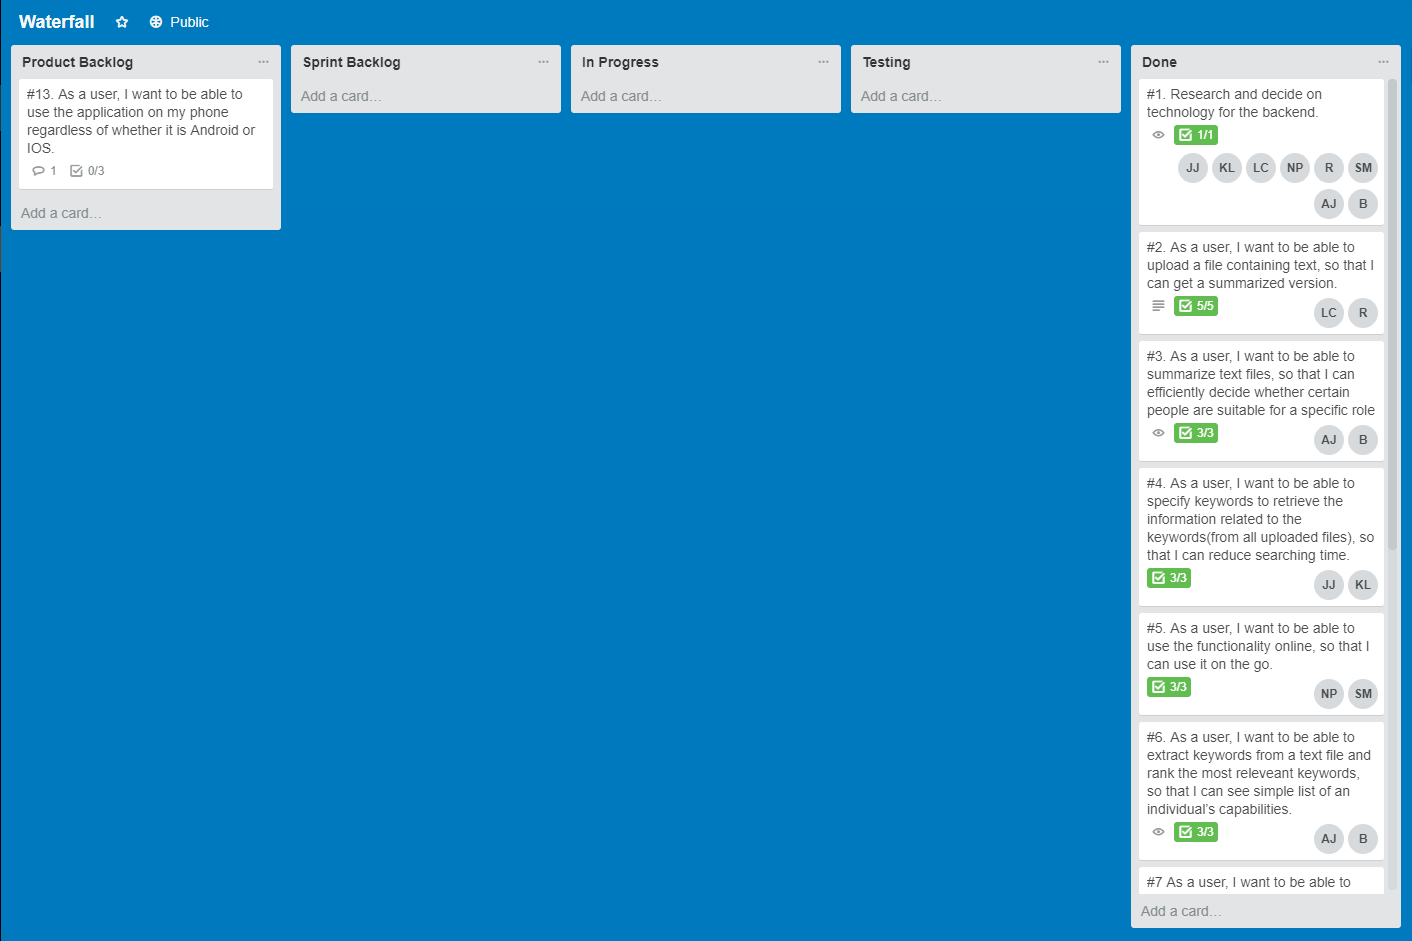 Waterfall Public
Product Backlog
#13. As a user, I want to be able to
use the application on my phone
regardless of whether it is Android or
IOS.
1 0/3
Add a card...
Sprint Backlog
Add a card...
In Progress
Add a card...
Testing
Add a card...
Done
#1. Research and decide on
technology for the backend.
1/1
JJ KL LC NP R SM
AJ B
#2. As a user, I want to be able to
upload a file containing text, so that I
can get a summarized version.
5/5 LC R
#3. As a user, I want to be able to
summarize text files, so that I can
efficiently decide whether certain
people are suitable for a specific role
3/3 AJ B
#4. As a user, I want to be able to
specify keywords to retrieve the
information related to the
keywords(from all uploaded files), so
that I can reduce searching time.
3/3 JJ KL
#5. As a user, I want to be able to
use the functionality online, so that I
can use it on the go.
3/3 NP SM
#6. As a user, I want to be able to
extract keywords from a text file and
rank the most releveant keywords,
so that I can see simple list of an
individual's capabilities.
3/3 AJ B
#7 As a user, I want to be able to
Add a card...